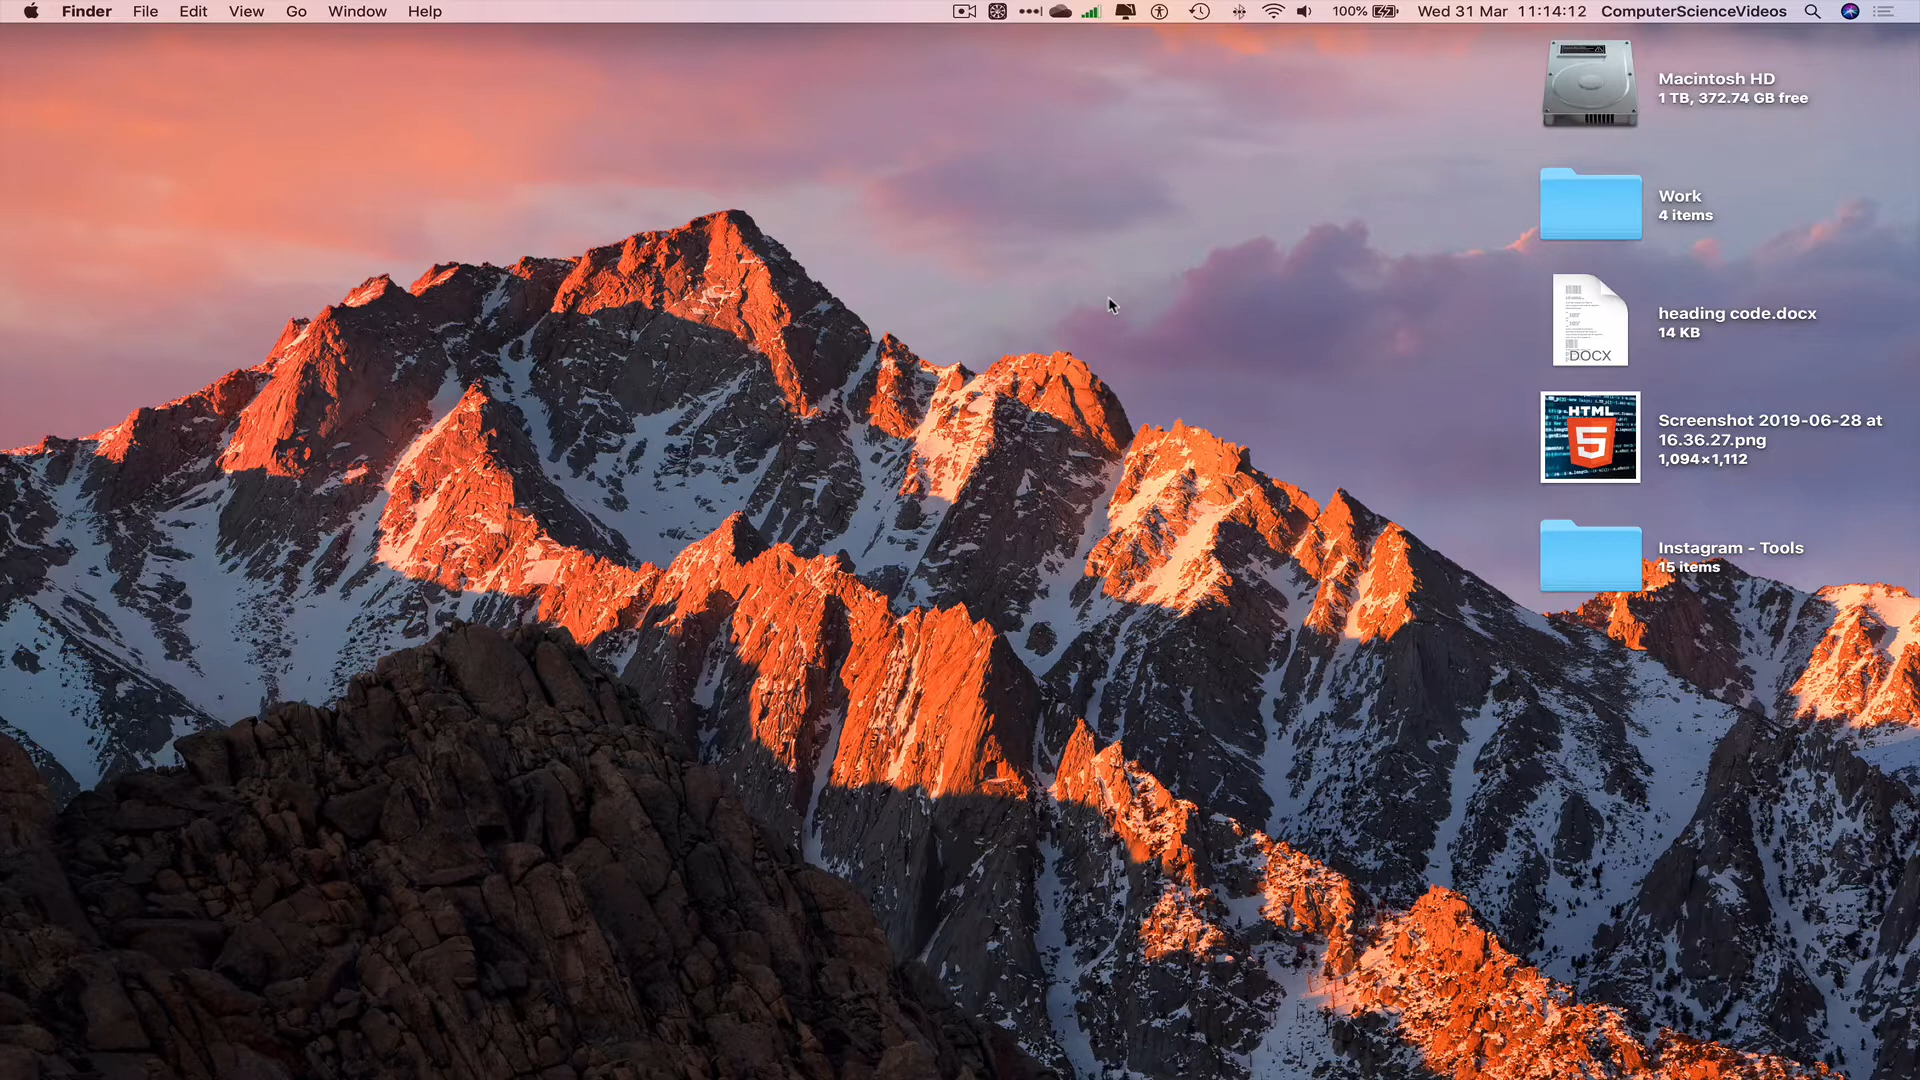 Finder File Edit View Go Window Help 100% Wed 31 Mar 11:14:12 ComputerScienceVideos
Macintosh HD
1 TB, 372.74 GB free
Work
4 items
heading code.docx
14 KB
DOCX
HTML
5
Screenshot 2019-06-28 at
16.36.27.png
1,094×1,112
Instagram - Tools
15 items